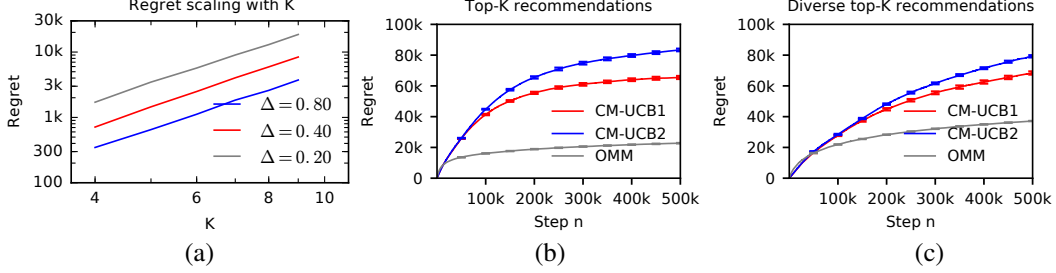 Regret scaling with K
30k
10k
3k
1k
300
100
Regret
Δ = 0.80
Δ = 0.40
Δ = 0.20
4
6
8
10
K
(a)
Top-K recommendations
100k
80k
60k
40k
20k
0
Regret
CM-UCB1
CM-UCB2
OMM
100k 200k 300k 400k 500k
Step n
(b)
Diverse top-K recommendations
100k
80k
60k
40k
20k
0
Regret
CM-UCB1
CM-UCB2
OMM
100k 200k 300k 400k 500k
Step n
(c)